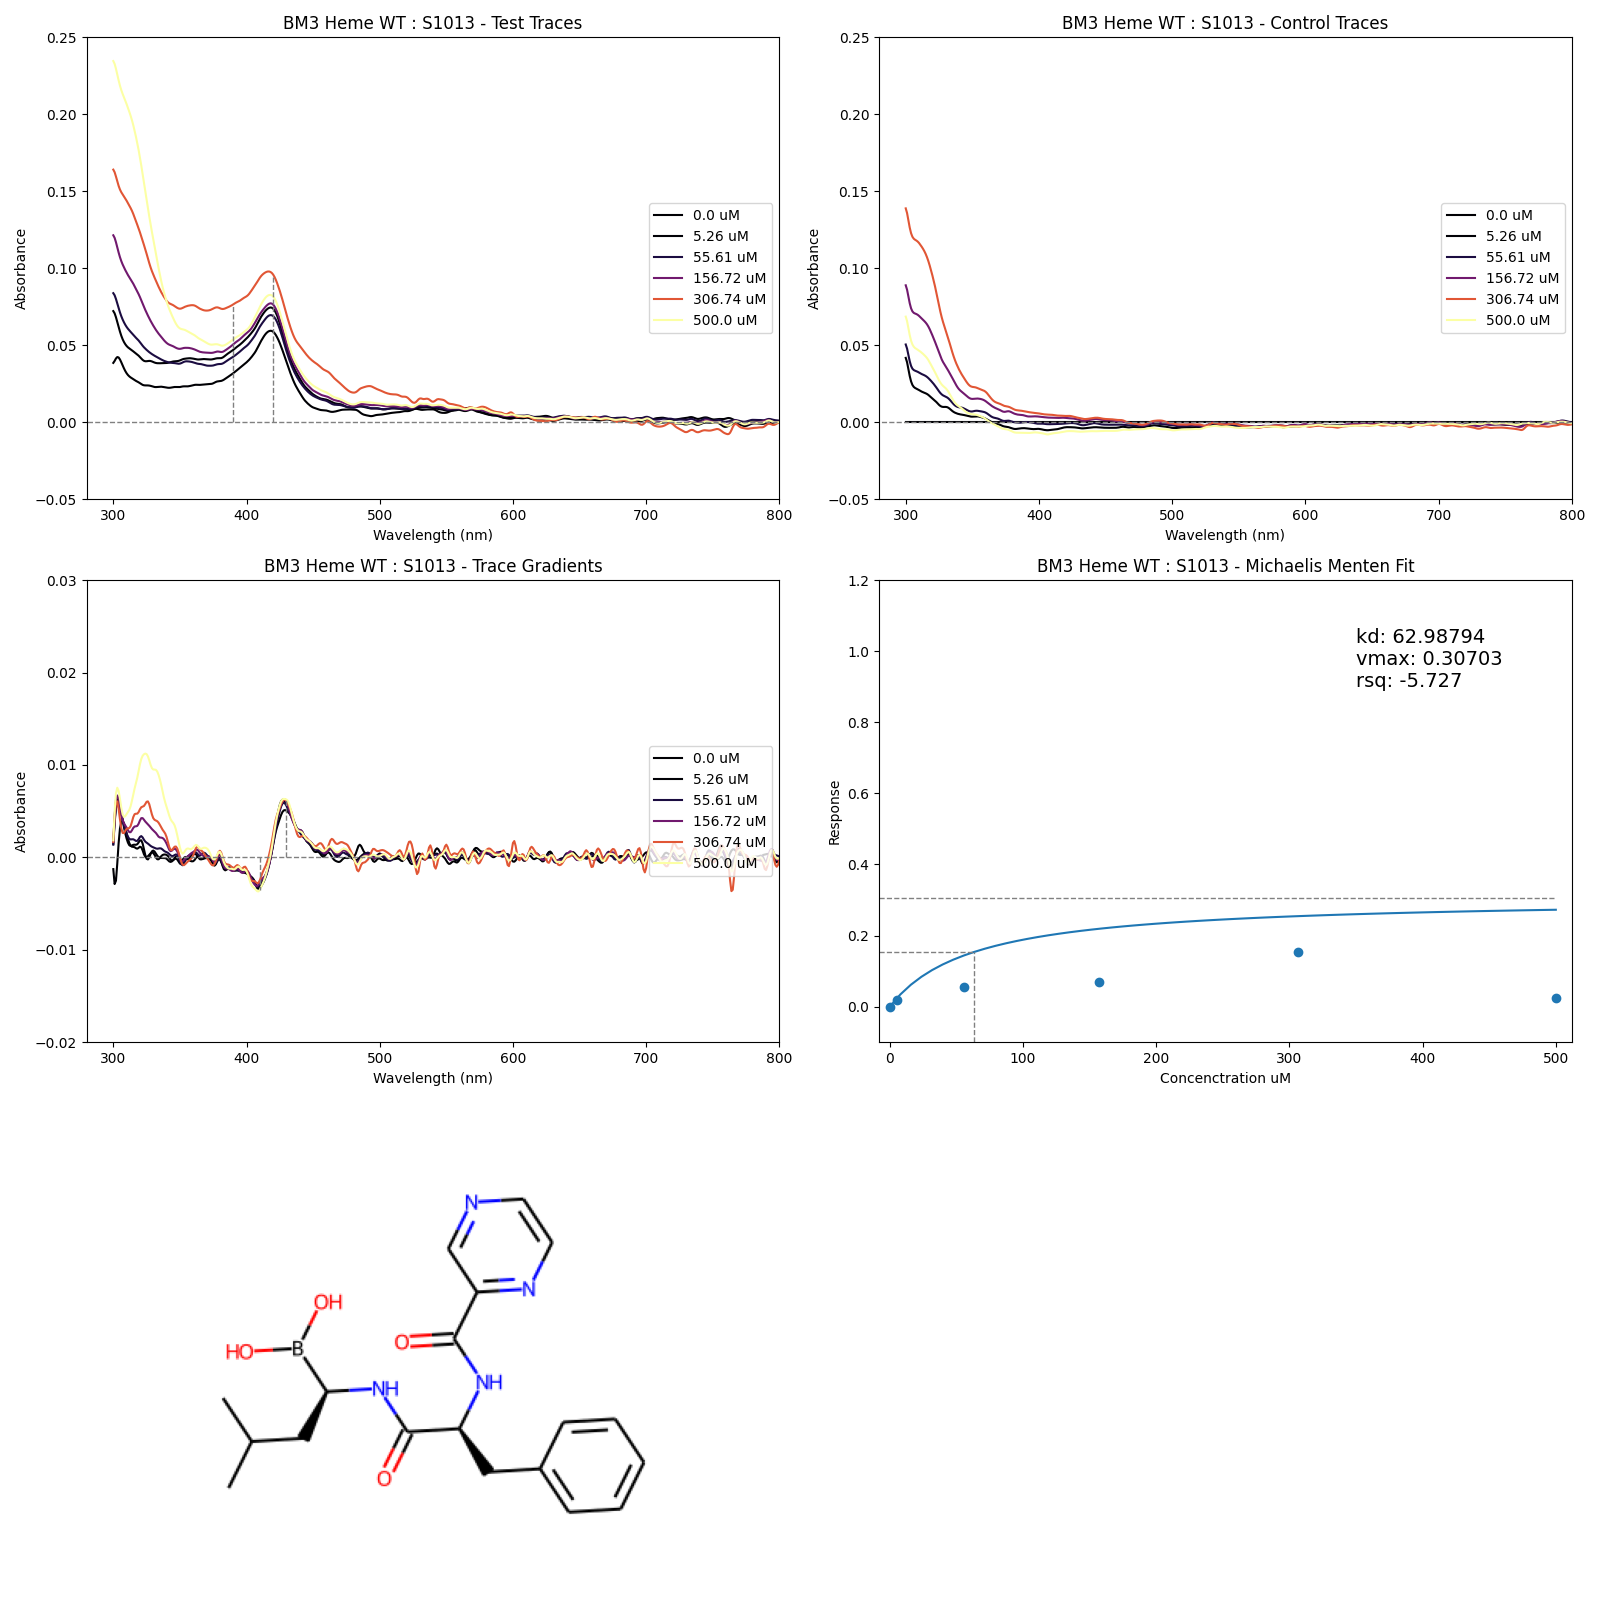 BM3 Heme WT : S1013 - Test Traces
0.25
0.20
0.15
0.10
0.05
0.00
−0.05
Absorbance
300 400 500 600 700 800
Wavelength (nm)
0.0 uM
5.26 uM
55.61 uM
156.72 uM
306.74 uM
500.0 uM
BM3 Heme WT : S1013 - Control Traces
0.25
0.20
0.15
0.10
0.05
0.00
−0.05
Absorbance
300 400 500 600 700 800
Wavelength (nm)
0.0 uM
5.26 uM
55.61 uM
156.72 uM
306.74 uM
500.0 uM
BM3 Heme WT : S1013 - Trace Gradients
0.03
0.02
0.01
0.00
−0.01
−0.02
Absorbance
300 400 500 600 700 800
Wavelength (nm)
0.0 uM
5.26 uM
55.61 uM
156.72 uM
306.74 uM
500.0 uM
BM3 Heme WT : S1013 - Michaelis Menten Fit
1.2
1.0
0.8
0.6
0.4
0.2
0.0
Response
0 100 200 300 400 500
Concenctration uM
kd: 62.98794
vmax: 0.30703
rsq: -5.727
N
N
OH
HO B
O
NH
NH
O